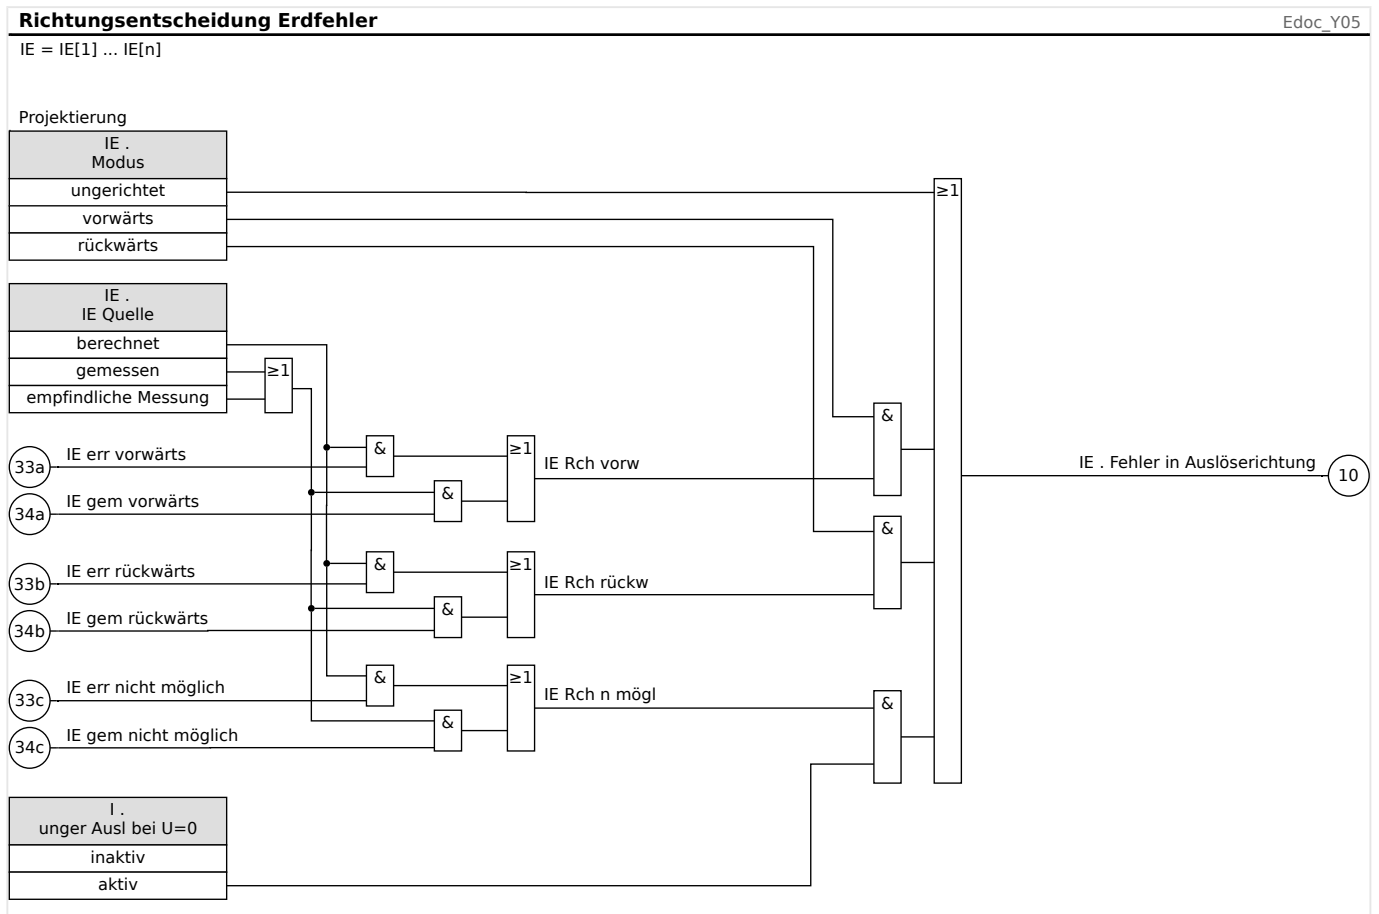 Richtungsentscheidung Erdfehler
Edoc_Y05
IE = IE[1] ... IE[n]
Projektierung
IE .
Modus
ungerichtet
vorwärts
rückwärts
≥1
IE .
IE Quelle
berechnet
gemessen
empfindliche Messung
≥1
33a
IE err vorwärts
&
≥1
IE Rch vorw
34a
IE gem vorwärts
&
&
IE . Fehler in Auslöserichtung
10
33b
IE err rückwärts
&
≥1
IE Rch rückw
34b
IE gem rückwärts
&
&
33c
IE err nicht möglich
&
≥1
IE Rch n mögl
34c
IE gem nicht möglich
&
&
I .
unger Ausl bei U=0
inaktiv
aktiv